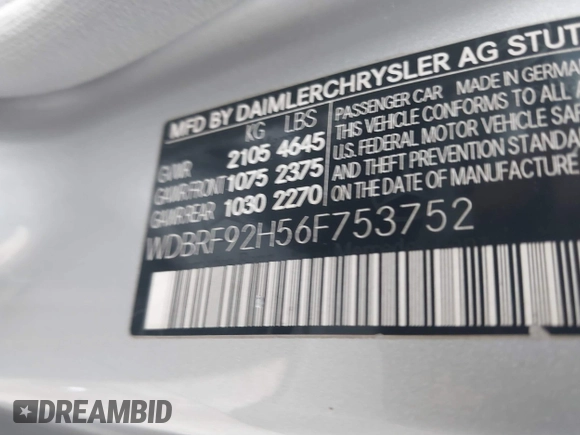 MFD BY DAIMLERCHRYSLER AG STUT
KG LBS
GVWR 2105 4645
GAWR FRONT 1075 2375
GAWR REAR 1030 2270
PASSENGER CAR MADE IN GERMAN
THIS VEHICLE CONFORMS TO ALL A
U.S. FEDERAL MOTOR VEHICLE SAF
AND THEFT PREVENTION STANDAR
ON THE DATE OF MANUFACTURE
WDBRF92H56F753752
DREAMBID